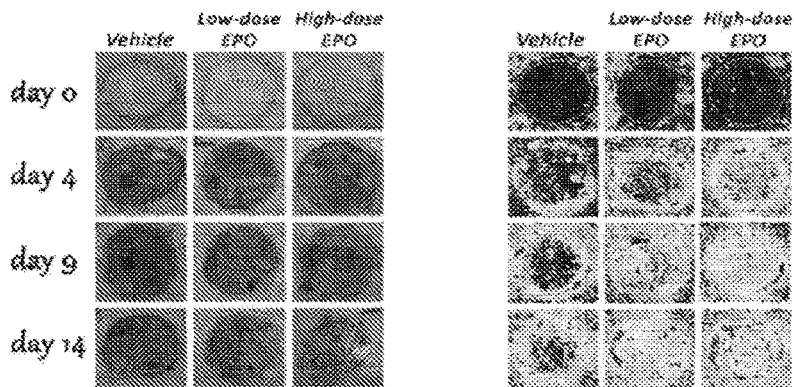 Low-dose High-dose
Vehicle EPO EPO
Low-dose High-dose
Vehicle EPO EPO
day 0
day 4
day 9
day 14